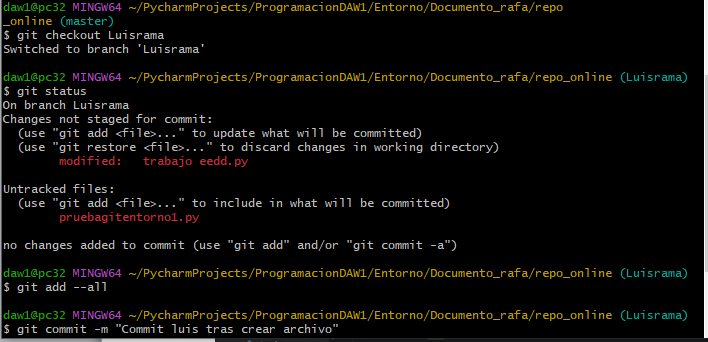 daw1@pc32 MINGW64 ~/PycharmProjects/ProgramacionDAW1/Entorno/Documento_rafa/repo
_online (master)
$ git checkout Luisrama
Switched to branch 'Luisrama'
daw1@pc32 MINGW64 ~/PycharmProjects/ProgramacionDAW1/Entorno/Documento_rafa/repo_online (Luisrama)
$ git status
On branch Luisrama
Changes not staged for commit:
  (use "git add <file>..." to update what will be committed)
  (use "git restore <file>..." to discard changes in working directory)
        modified:   trabajo eedd.py
Untracked files:
  (use "git add <file>..." to include in what will be committed)
        pruebagitentorno1.py
no changes added to commit (use "git add" and/or "git commit -a")
daw1@pc32 MINGW64 ~/PycharmProjects/ProgramacionDAW1/Entorno/Documento_rafa/repo_online (Luisrama)
$ git add --all
daw1@pc32 MINGW64 ~/PycharmProjects/ProgramacionDAW1/Entorno/Documento_rafa/repo_online (Luisrama)
$ git commit -m "Commit luis tras crear archivo"